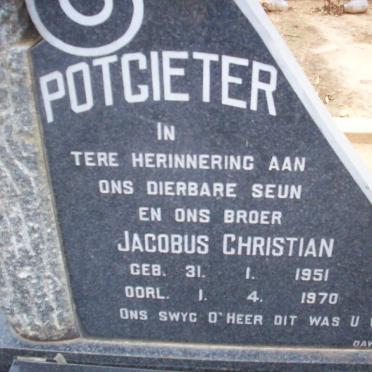 POTGIETER
IN
TERE HERINNERING AAN
ONS DIERBARE SEUN
EN ONS BROER
JACOBUS CHRISTIAN
GEB. 31. 1. 1951
OORL. 1. 4. 1970
ONS SWYG O' HEER DIT WAS U